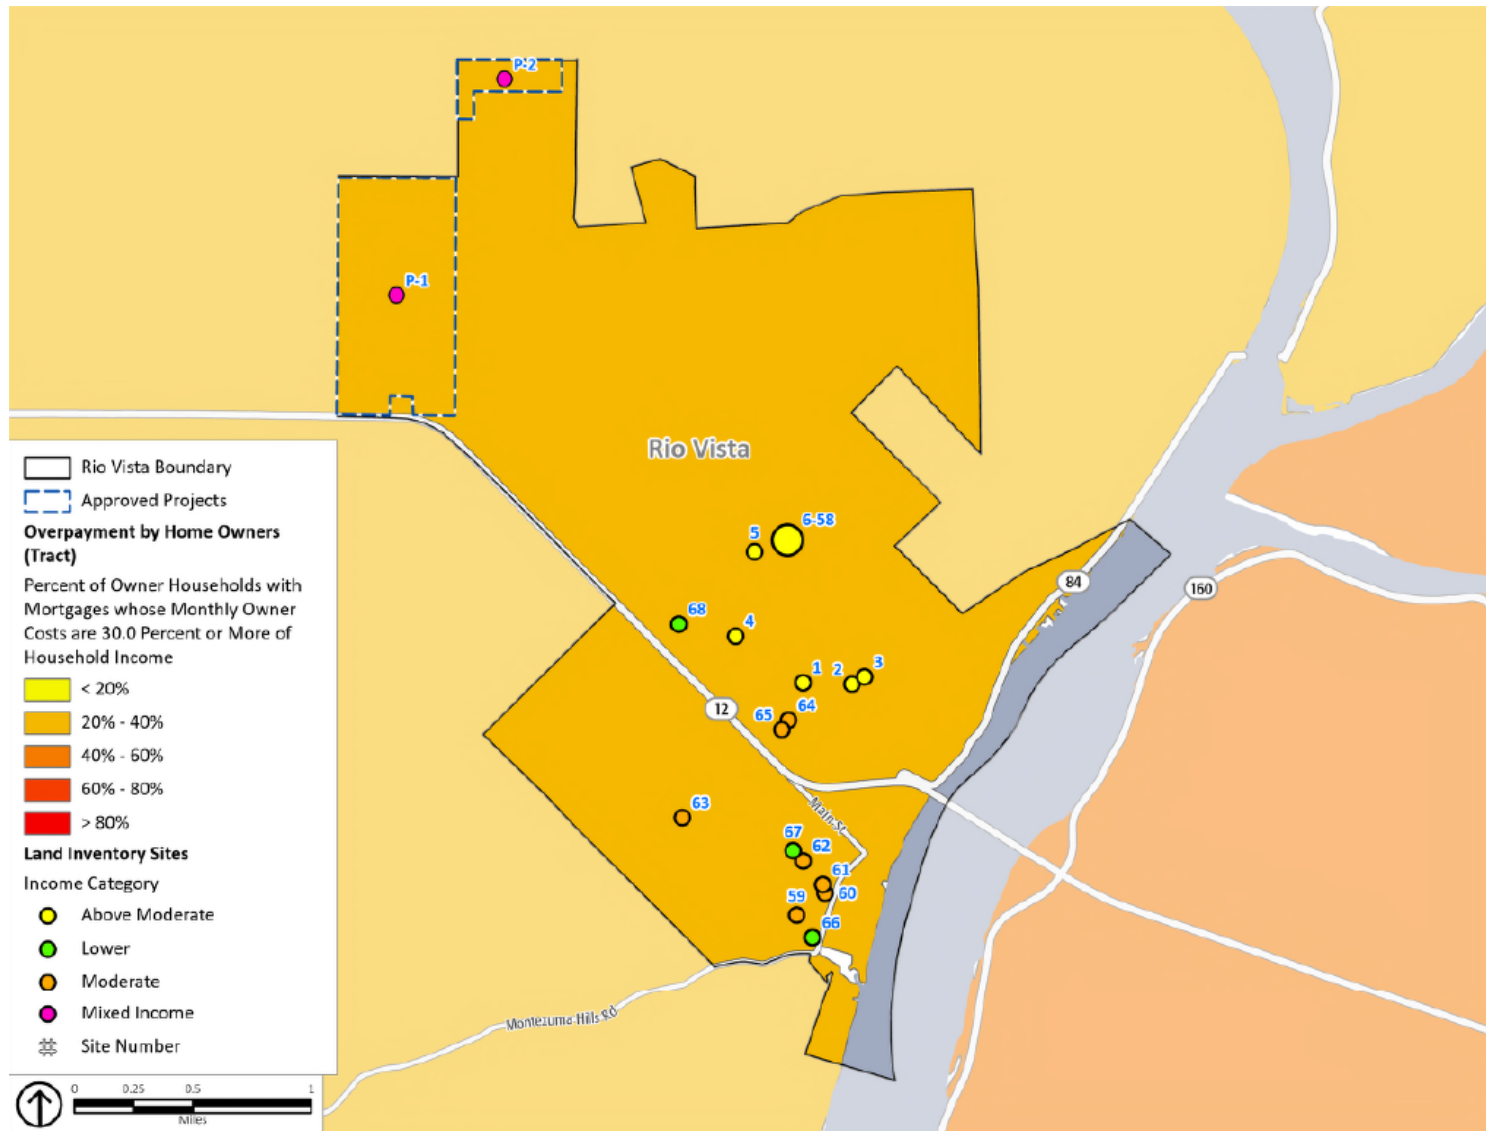 P-2
P-1
Rio Vista
6-58
5
84
160
68
4
1
2
3
12
64
65
Main St
63
67
62
61
60
59
66
Montezuma Hills Rd
Rio Vista Boundary
Approved Projects
Overpayment by Home Owners
(Tract)
Percent of Owner Households with
Mortgages whose Monthly Owner
Costs are 30.0 Percent or More of
Household Income
< 20%
20% - 40%
40% - 60%
60% - 80%
> 80%
Land Inventory Sites
Income Category
Above Moderate
Lower
Moderate
Mixed Income
# Site Number
0 0.25 0.5 1
Miles